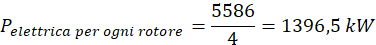 P_elettrica per ogni rotore = 5586/4 = 1396,5 kW